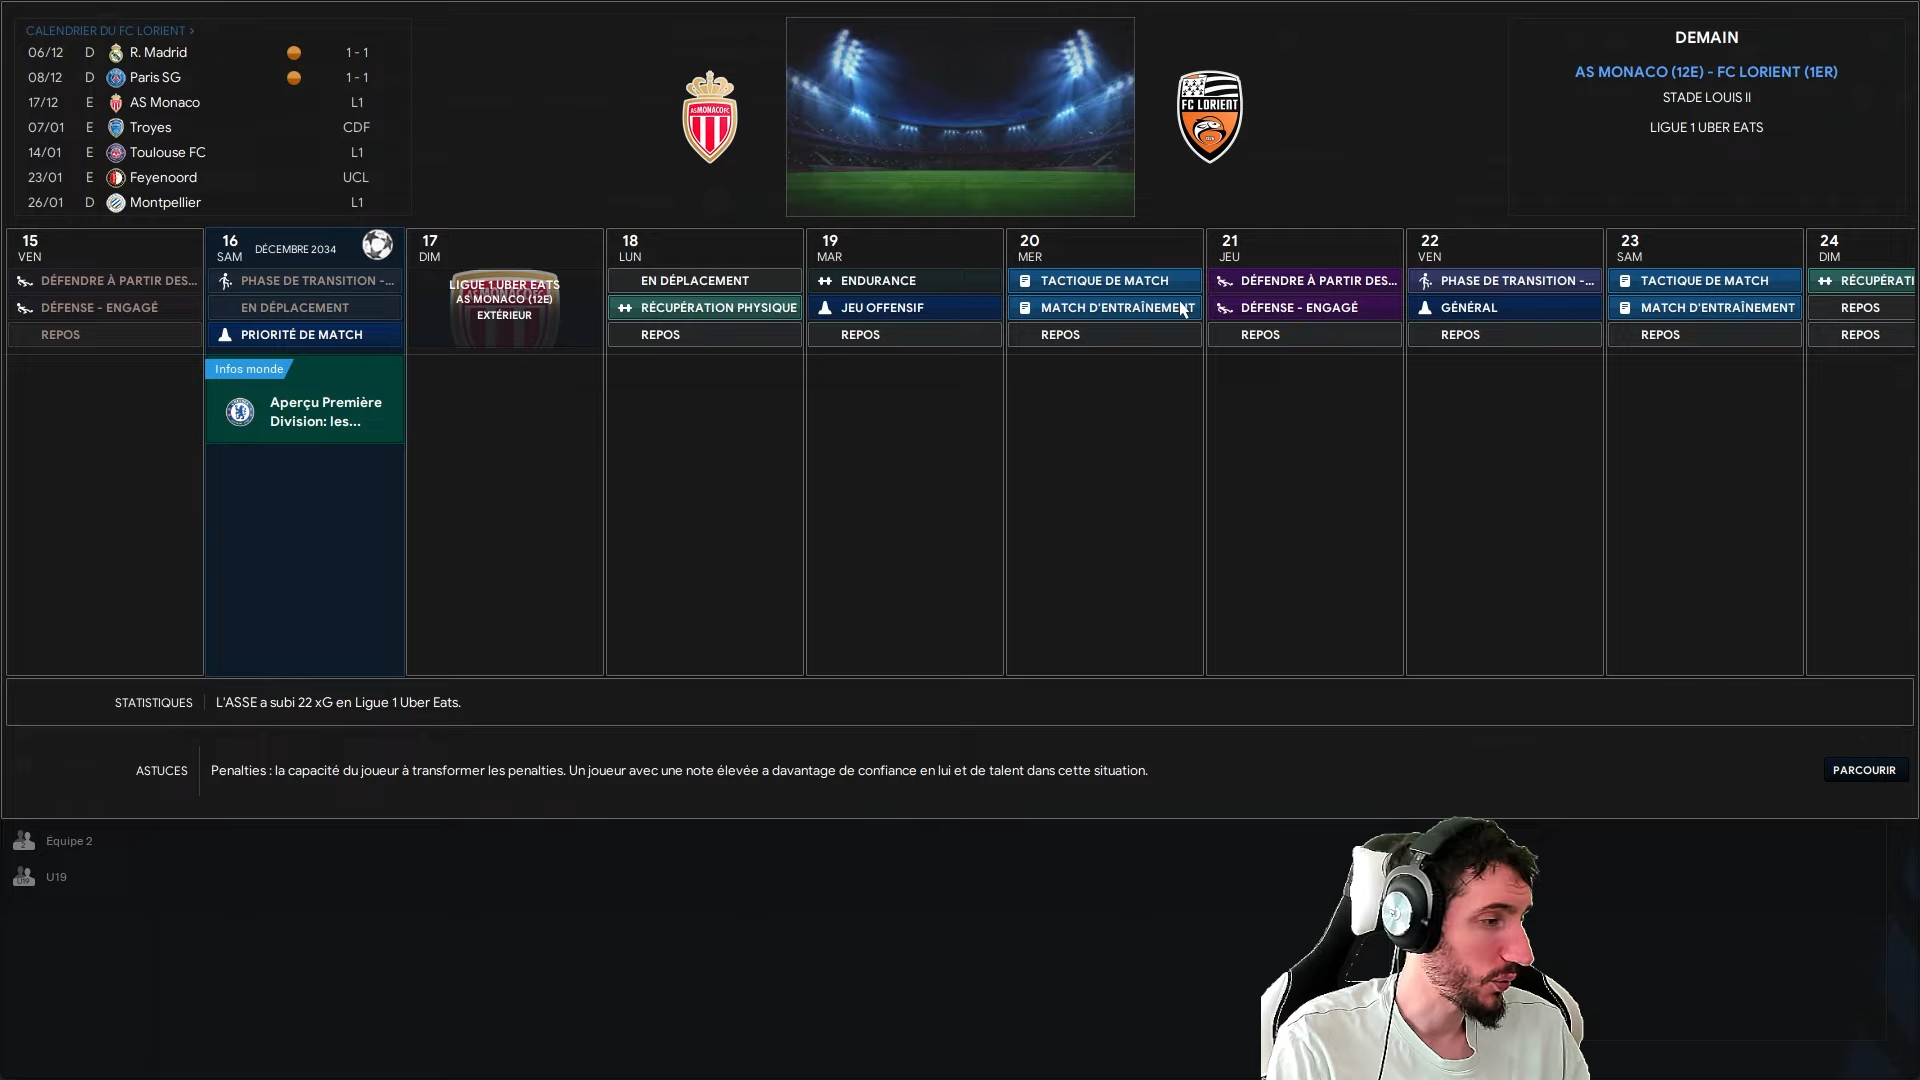 CALENDRIER DU FC LORIENT >
06/12 D R. Madrid 1 - 1
08/12 D Paris SG 1 - 1
17/12 E AS Monaco L1
07/01 E Troyes CDF
14/01 E Toulouse FC L1
23/01 E Feyenoord UCL
26/01 D Montpellier L1
ASMONACOFC
FC LORIENT
DEMAIN
AS MONACO (12E) - FC LORIENT (1ER)
STADE LOUIS II
LIGUE 1 UBER EATS
15
VEN
DÉFENDRE À PARTIR DES...
DÉFENSE - ENGAGÉ
REPOS
16
SAM
DÉCEMBRE 2034
PHASE DE TRANSITION -...
EN DÉPLACEMENT
PRIORITÉ DE MATCH
Infos monde
Aperçu Première
Division: les...
17
DIM
LIGUE 1 UBER EATS
AS MONACO (12E)
EXTÉRIEUR
18
LUN
EN DÉPLACEMENT
RÉCUPÉRATION PHYSIQUE
REPOS
19
MAR
ENDURANCE
JEU OFFENSIF
REPOS
20
MER
TACTIQUE DE MATCH
MATCH D'ENTRAÎNEMENT
REPOS
21
JEU
DÉFENDRE À PARTIR DES...
DÉFENSE - ENGAGÉ
REPOS
22
VEN
PHASE DE TRANSITION -...
GÉNÉRAL
REPOS
23
SAM
TACTIQUE DE MATCH
MATCH D'ENTRAÎNEMENT
REPOS
24
DIM
RÉCUPÉRATI
REPOS
REPOS
STATISTIQUES L'ASSE a subi 22 xG en Ligue 1 Uber Eats.
ASTUCES Penalties : la capacité du joueur à transformer les penalties. Un joueur avec une note élevée a davantage de confiance en lui et de talent dans cette situation.
PARCOURIR
2 Équipe 2
U19 U19